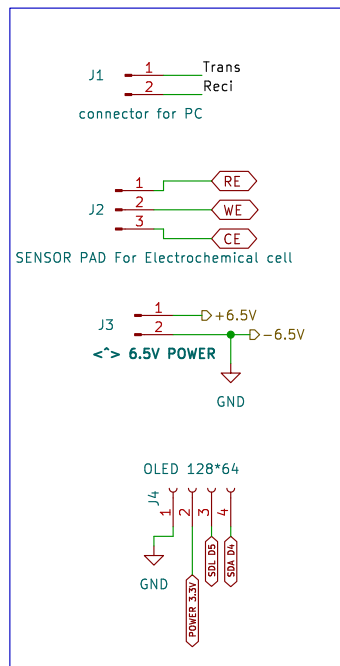 J1
1 Trans
2 Reci
connector for PC
1 RE
J2
2 WE
3 CE
SENSOR PAD For Electrochemical cell
1 +6.5V
J3
2 -6.5V
<^> 6.5V POWER
GND
OLED 128*64
J4
1
2
3
4
GND
POWER 3.3V
SDL D5
SDA D4